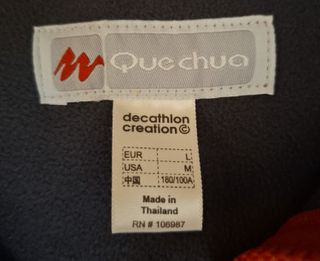 Quechua
decathlon
creation©
EUR L
USA M
中国 180/100A
Made in
Thailand
RN # 106987